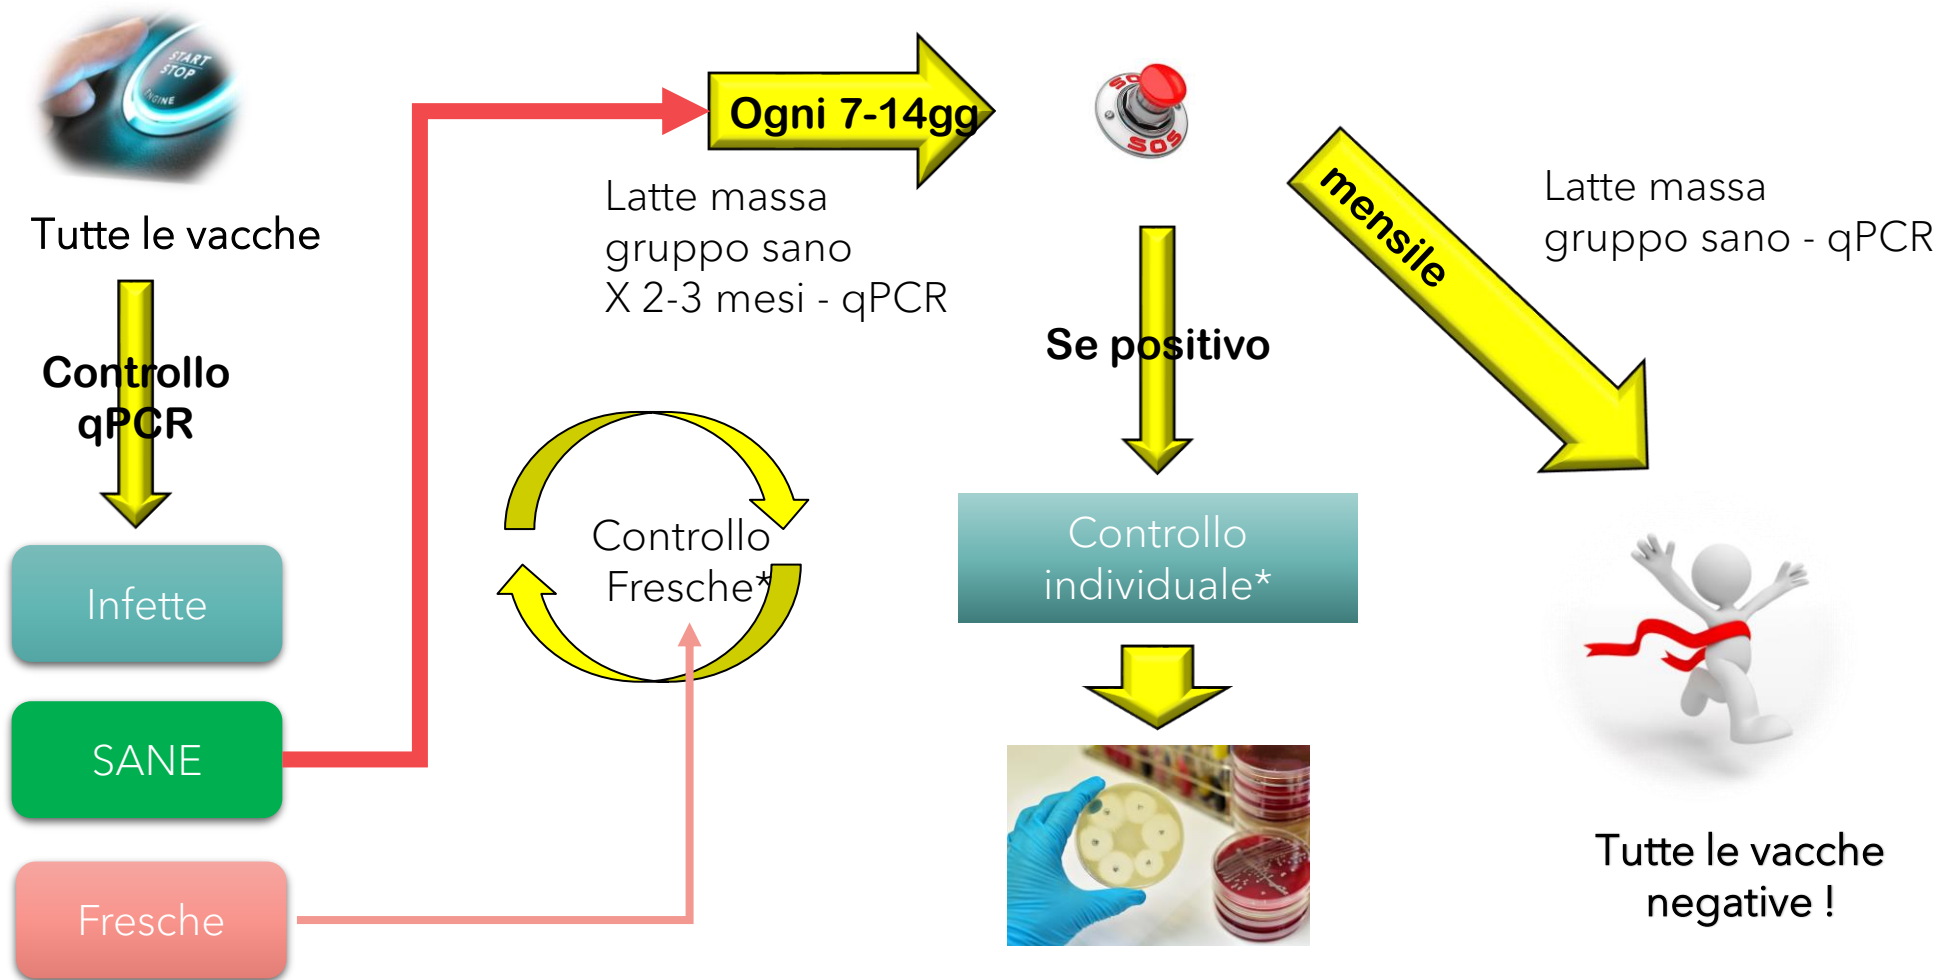 START
STOP
ENGINE
Tutte le vacche
Controllo
qPCR
Infette
SANE
Fresche
Ogni 7-14gg
Latte massa
gruppo sano
X 2-3 mesi - qPCR
Controllo
Fresche*
SOS
Se positivo
Controllo
individuale*
mensile
Latte massa
gruppo sano - qPCR
Tutte le vacche
negative !